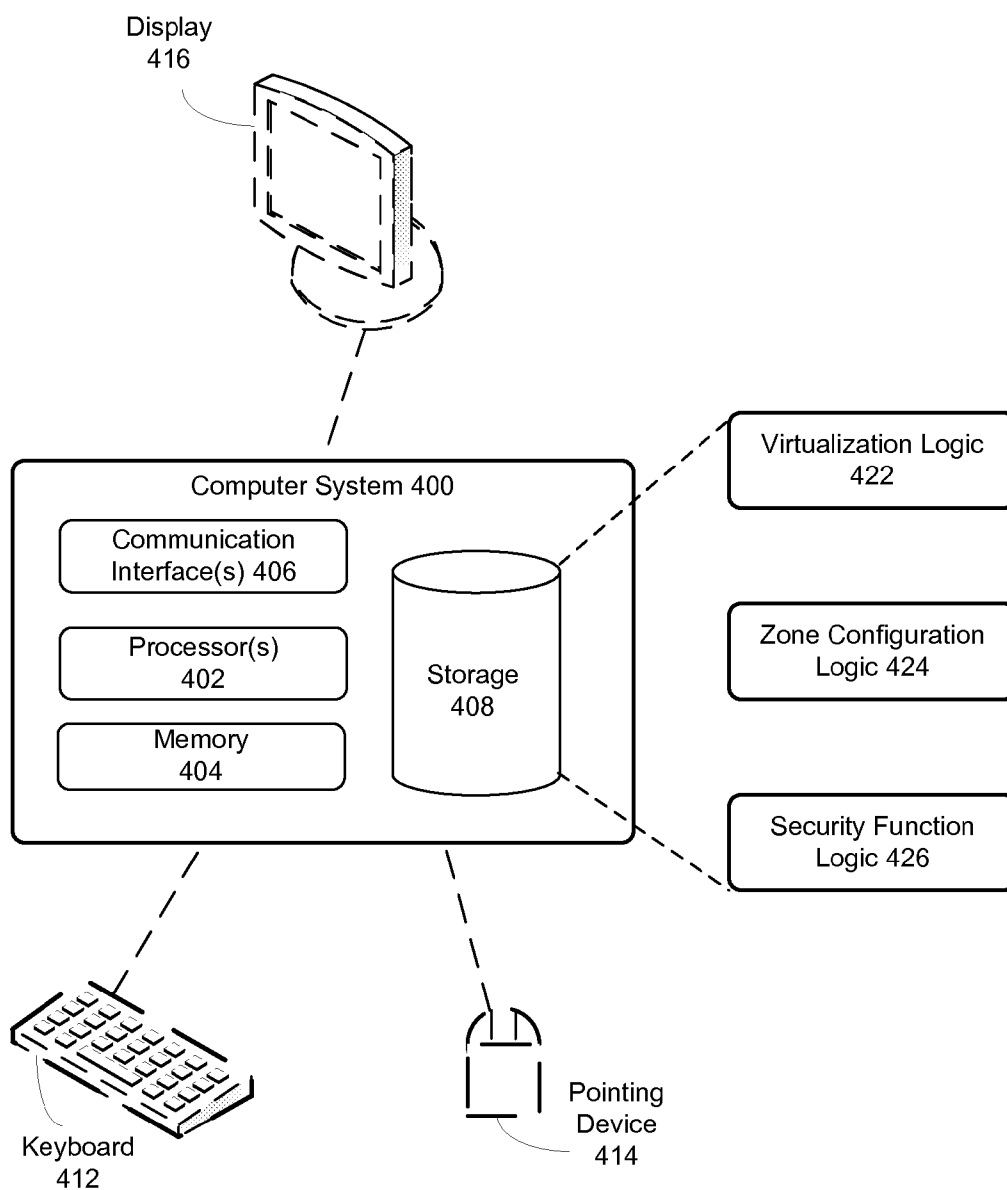 Display
416
Computer System 400
Communication
Interface(s) 406
Processor(s)
402
Memory
404
Storage
408
Virtualization Logic
422
Zone Configuration
Logic 424
Security Function
Logic 426
Keyboard
412
Pointing
Device
414